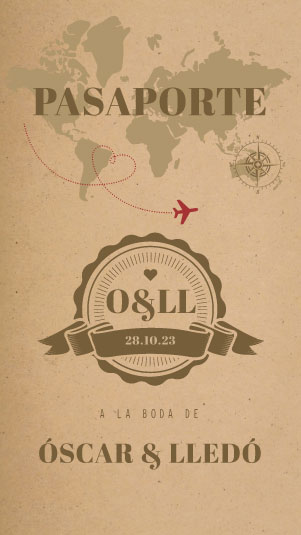 PASAPORTE
O&LL
28.10.23
A LA BODA DE
ÓSCAR & LLEDÓ